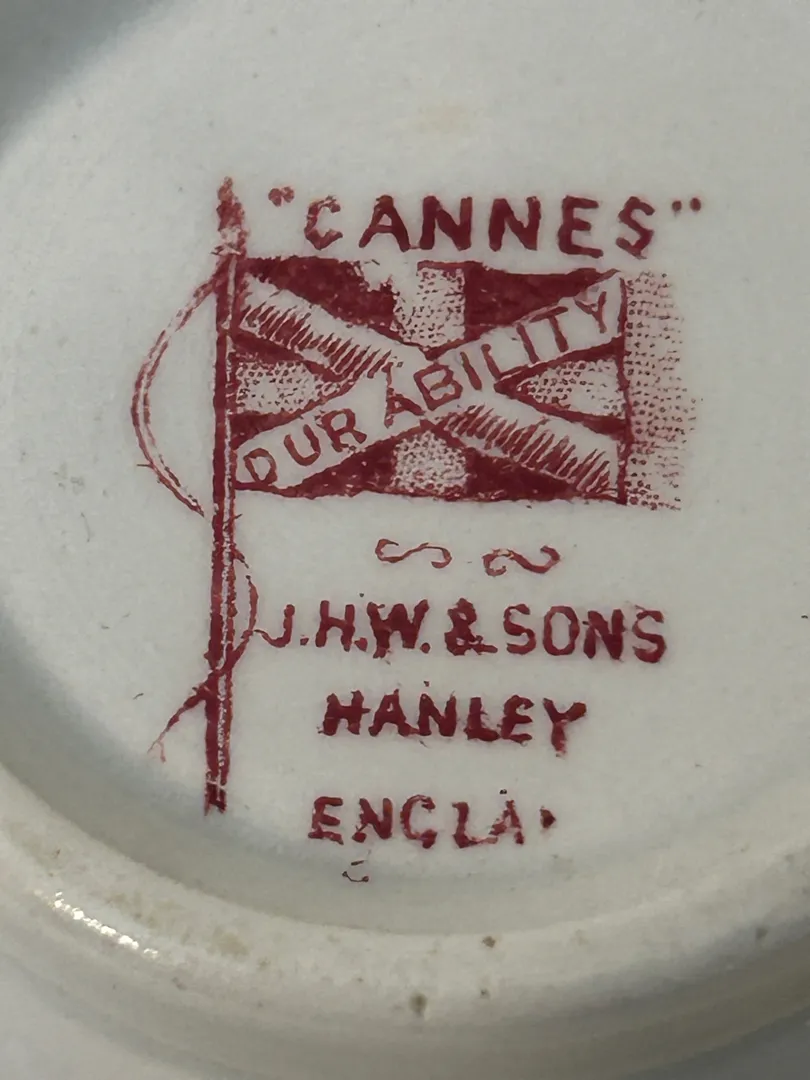 "CANNES"
DURABILITY
J.H.W. & SONS
HANLEY
ENGLA